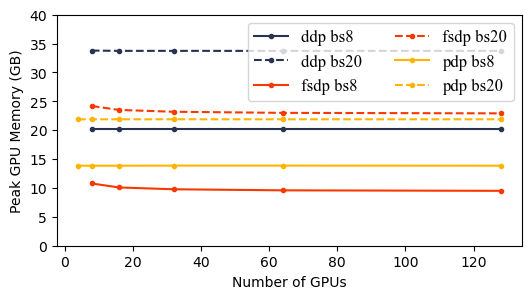 40
35
30
25
20
15
10
5
0
Peak GPU Memory (GB)
ddp bs8
ddp bs20
fsdp bs8
fsdp bs20
pdp bs8
pdp bs20
0 20 40 60 80 100 120
Number of GPUs